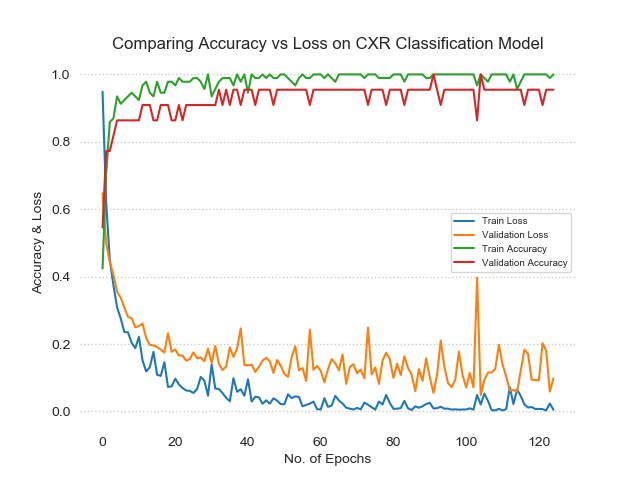 Comparing Accuracy vs Loss on CXR Classification Model
1.0
0.8
0.6
0.4
0.2
0.0
Accuracy & Loss
Train Loss
Validation Loss
Train Accuracy
Validation Accuracy
0 20 40 60 80 100 120
No. of Epochs